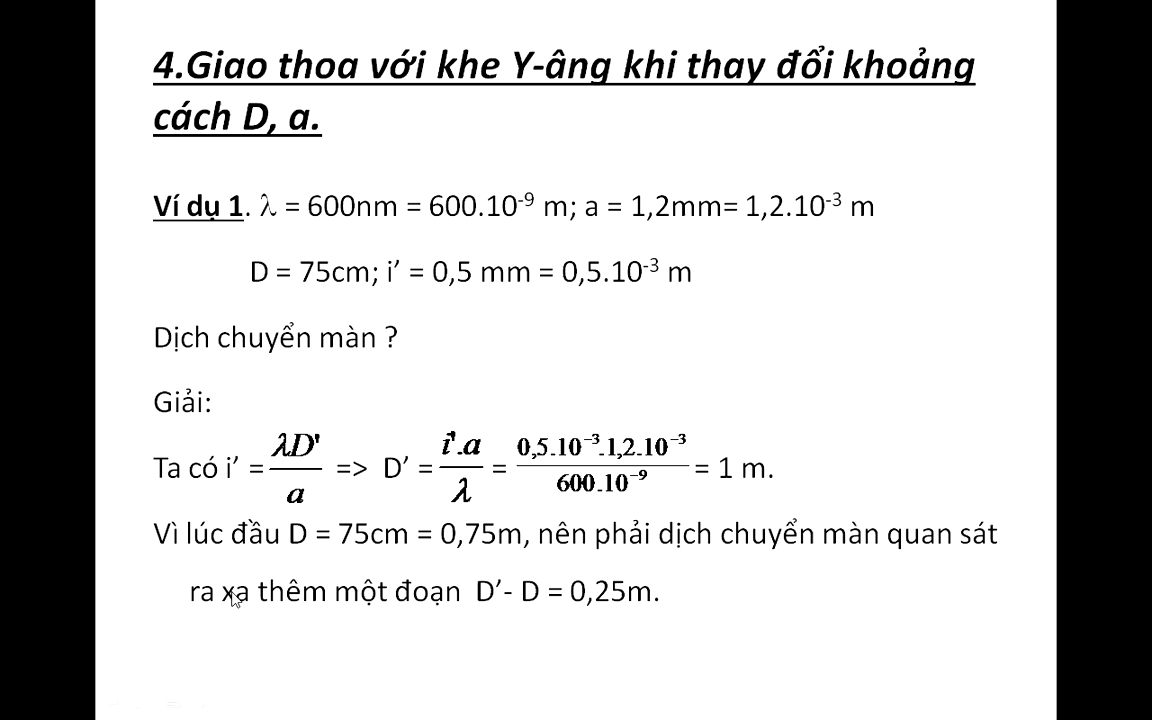 4.Giao thoa với khe Y-âng khi thay đổi khoảng
cách D, a.
Ví dụ 1. λ = 600nm = 600.10⁻⁹ m; a = 1,2mm= 1,2.10⁻³ m
D = 75cm; i’ = 0,5 mm = 0,5.10⁻³ m
Dịch chuyển màn ?
Giải:
Ta có i’ = λD'/a => D’ = i'.a/λ = 0,5.10⁻³.1,2.10⁻³/600.10⁻⁹ = 1 m.
Vì lúc đầu D = 75cm = 0,75m, nên phải dịch chuyển màn quan sát
ra xa thêm một đoạn D’- D = 0,25m.